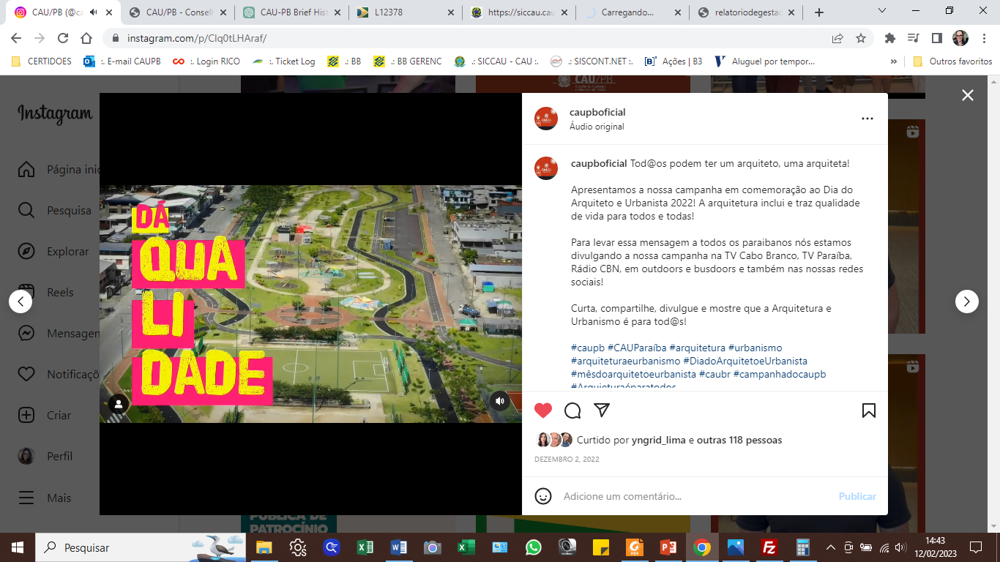 CAU/PB (@ca
CAU/PB - Consell
CAU-PB Brief Hist
L12378
https://siccau.cau
Carregando...
relatoriodegestao
instagram.com/p/Clq0tLHAraf/
CERTIDOES
:. E-mail CAUPB
:. Login RICO
:. Ticket Log
.: BB
.: BB GERENC
.: SICCAU - CAU :.
.: SISCONT.NET :.
Ações | B3
Aluguel por tempor...
Outros favoritos
CAU/PB
Instagram
Página inic
Pesquisa
Explorar
Reels
Mensagen
Notificaçõ
Criar
Perfil
Mais
DÁ
QUA
LI
DADE
PÚBLICA DE
PATROCÍNIO
caupboficial
Áudio original
caupboficial Tod@os podem ter um arquiteto, uma arquiteta!
Apresentamos a nossa campanha em comemoração ao Dia do
Arquiteto e Urbanista 2022! A arquitetura inclui e traz qualidade
de vida para todos e todas!
Para levar essa mensagem a todos os paraibanos nós estamos
divulgando a nossa campanha na TV Cabo Branco, TV Paraíba,
Rádio CBN, em outdoors e busdoors e também nas nossas redes
sociais!
Curta, compartilhe, divulgue e mostre que a Arquitetura e
Urbanismo é para tod@s!
#caupb #CAUParaíba #arquitetura #urbanismo
#arquiteturaeurbanismo #DiadoArquitetoeUrbanista
#mêsdoarquitetoeurbanista #caubr #campanhadocaupb
#Arquieturaéparatodos
Curtido por yngrid_lima e outras 118 pessoas
DEZEMBRO 2, 2022
Adicione um comentário...
Publicar
Pesquisar
14:43
12/02/2023